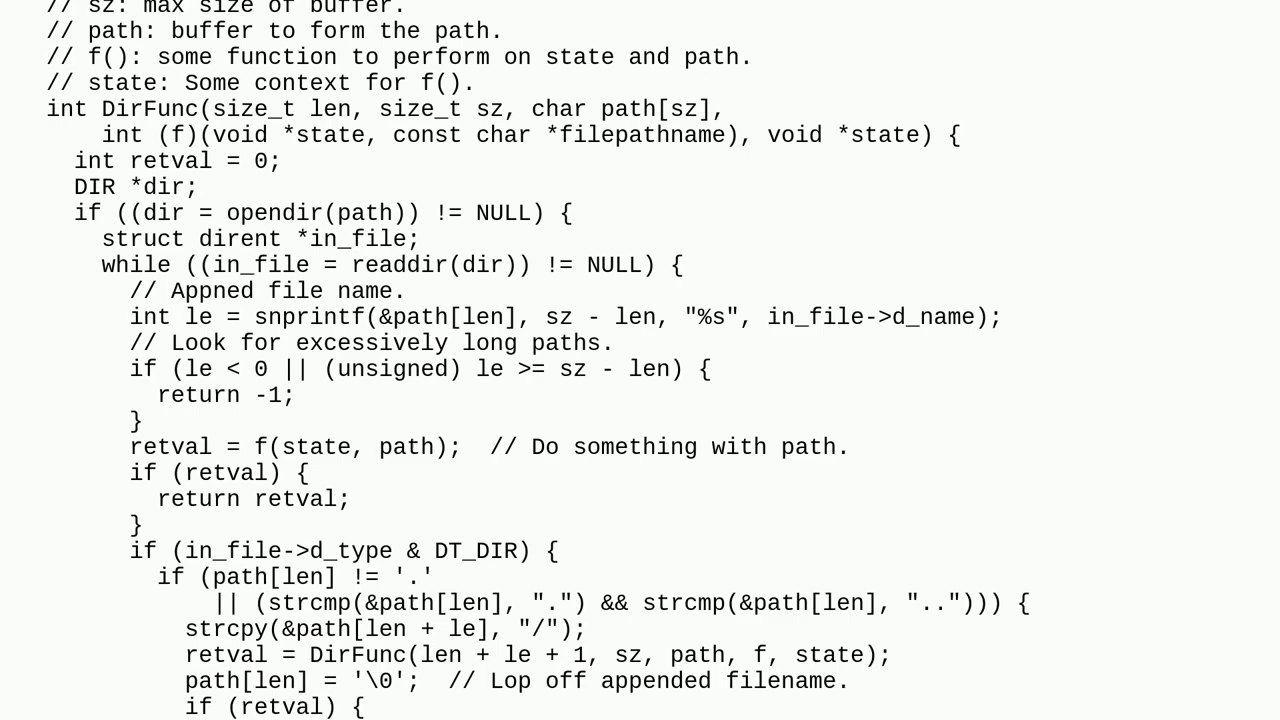 // sz: max size of buffer.
// path: buffer to form the path.
// f(): some function to perform on state and path.
// state: Some context for f().
int DirFunc(size_t len, size_t sz, char path[sz],
    int (f)(void *state, const char *filepathname), void *state) {
  int retval = 0;
  DIR *dir;
  if ((dir = opendir(path)) != NULL) {
    struct dirent *in_file;
    while ((in_file = readdir(dir)) != NULL) {
      // Appned file name.
      int le = snprintf(&path[len], sz - len, "%s", in_file->d_name);
      // Look for excessively long paths.
      if (le < 0 || (unsigned) le >= sz - len) {
        return -1;
      }
      retval = f(state, path);  // Do something with path.
      if (retval) {
        return retval;
      }
      if (in_file->d_type & DT_DIR) {
        if (path[len] != '.'
            || (strcmp(&path[len], ".") && strcmp(&path[len], ".."))) {
          strcpy(&path[len + le], "/");
          retval = DirFunc(len + le + 1, sz, path, f, state);
          path[len] = '\0';  // Lop off appended filename.
          if (retval) {